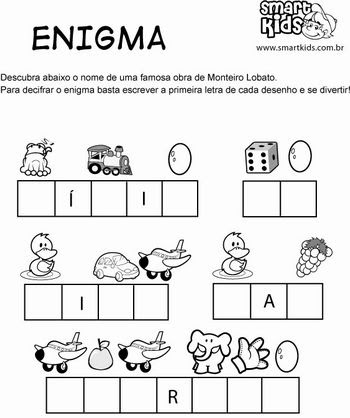 Smart
Kids
ENIGMA
www.smartkids.com.br
Descubra abaixo o nome de uma famosa obra de Monteiro Lobato.
Para decifrar o enigma basta escrever a primeira letra de cada desenho e se divertir!
Í I
I A
R